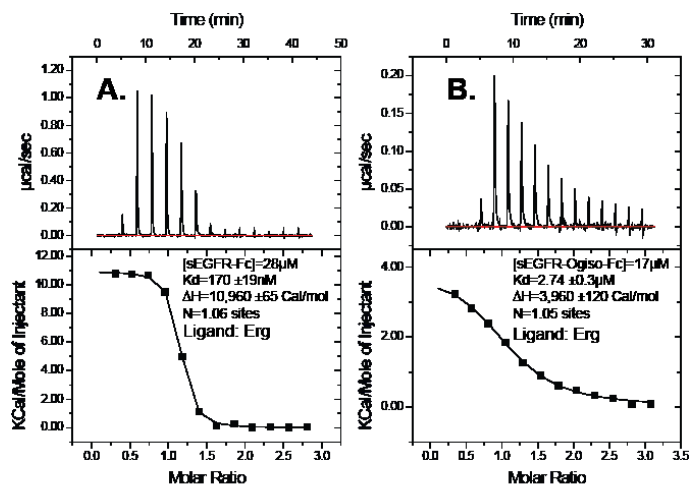 Time (min)
0 10 20 30 40 50
A.
1.20
1.00
0.80
0.60
0.40
0.20
0.00
µcal/sec
12.00
10.00
8.00
6.00
4.00
2.00
0.00
KCal/Mole of Injectant
[sEGFR-Fc]=28µM
Kd=170 ±19nM
ΔH=10,960 ±65 Cal/mol
N=1.06 sites
Ligand: Erg
0.0 0.5 1.0 1.5 2.0 2.5 3.0
Molar Ratio
Time (min)
0 10 20 30
B.
0.20
0.15
0.10
0.05
0.00
µcal/sec
4.00
2.00
0.00
KCal/Mole of Injectant
[sEGFR-Ogiso-Fc]=17µM
Kd=2.74 ±0.3µM
ΔH=3,960 ±120 Cal/mol
N=1.05 sites
Ligand: Erg
0.0 0.5 1.0 1.5 2.0 2.5 3.0 3.5
Molar Ratio